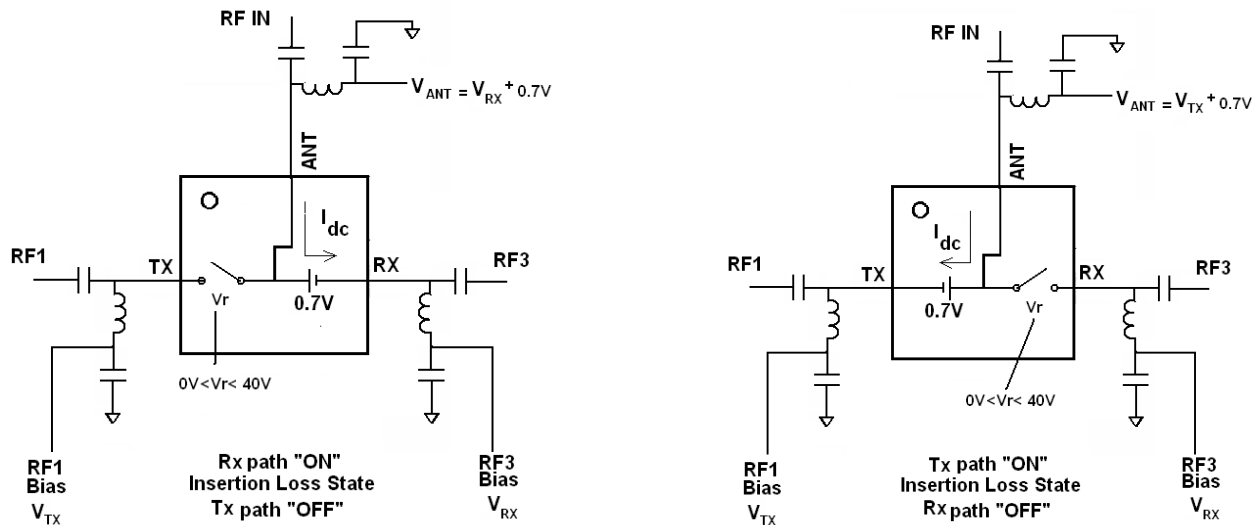 RF IN
V_ANT = V_RX + 0.7V
ANT
I_dc
RF1
TX
RX
RF3
Vr
0.7V
0V<Vr< 40V
RF1
Bias
V_TX
Rx path "ON"
Insertion Loss State
Tx path "OFF"
RF3
Bias
V_RX
RF IN
V_ANT = V_TX + 0.7V
ANT
I_dc
RF1
TX
RX
RF3
0.7V
Vr
0V<Vr< 40V
RF1
Bias
V_TX
Tx path "ON"
Insertion Loss State
Rx path "OFF"
RF3
Bias
V_RX